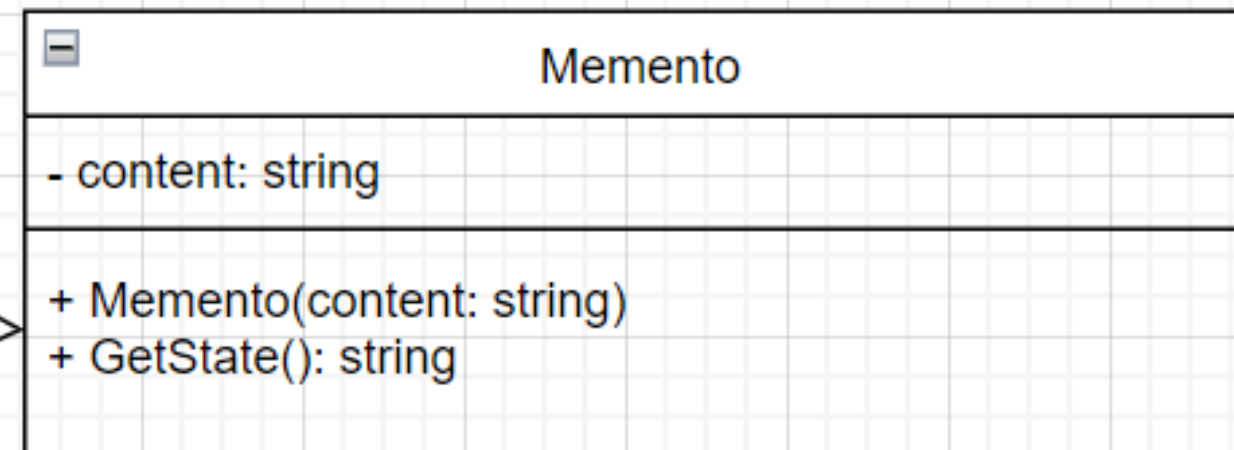 Memento
- content: string
+ Memento(content: string)
+ GetState(): string